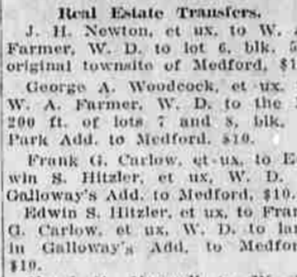 Real Estate Transfers.
J. H. Newton, et ux, to W.
Farmer, W. D. to lot 6, blk.
original townsite of Medford,
George A. Woodcock, et ux.
W. A. Farmer, W. D. to the
200 ft. of lots 7 and 8, blk.
Park Add. to Medford. $10.
Frank G. Carlow, et ux, to E
win S. Hitzler, et ux, W. D.
Galloway's Add. to Medford, $10.
Edwin S. Hitzler, et ux, to Fran
G. Carlow, et ux, W. D. to lan
in Galloway's Add. to Medfor
$10.